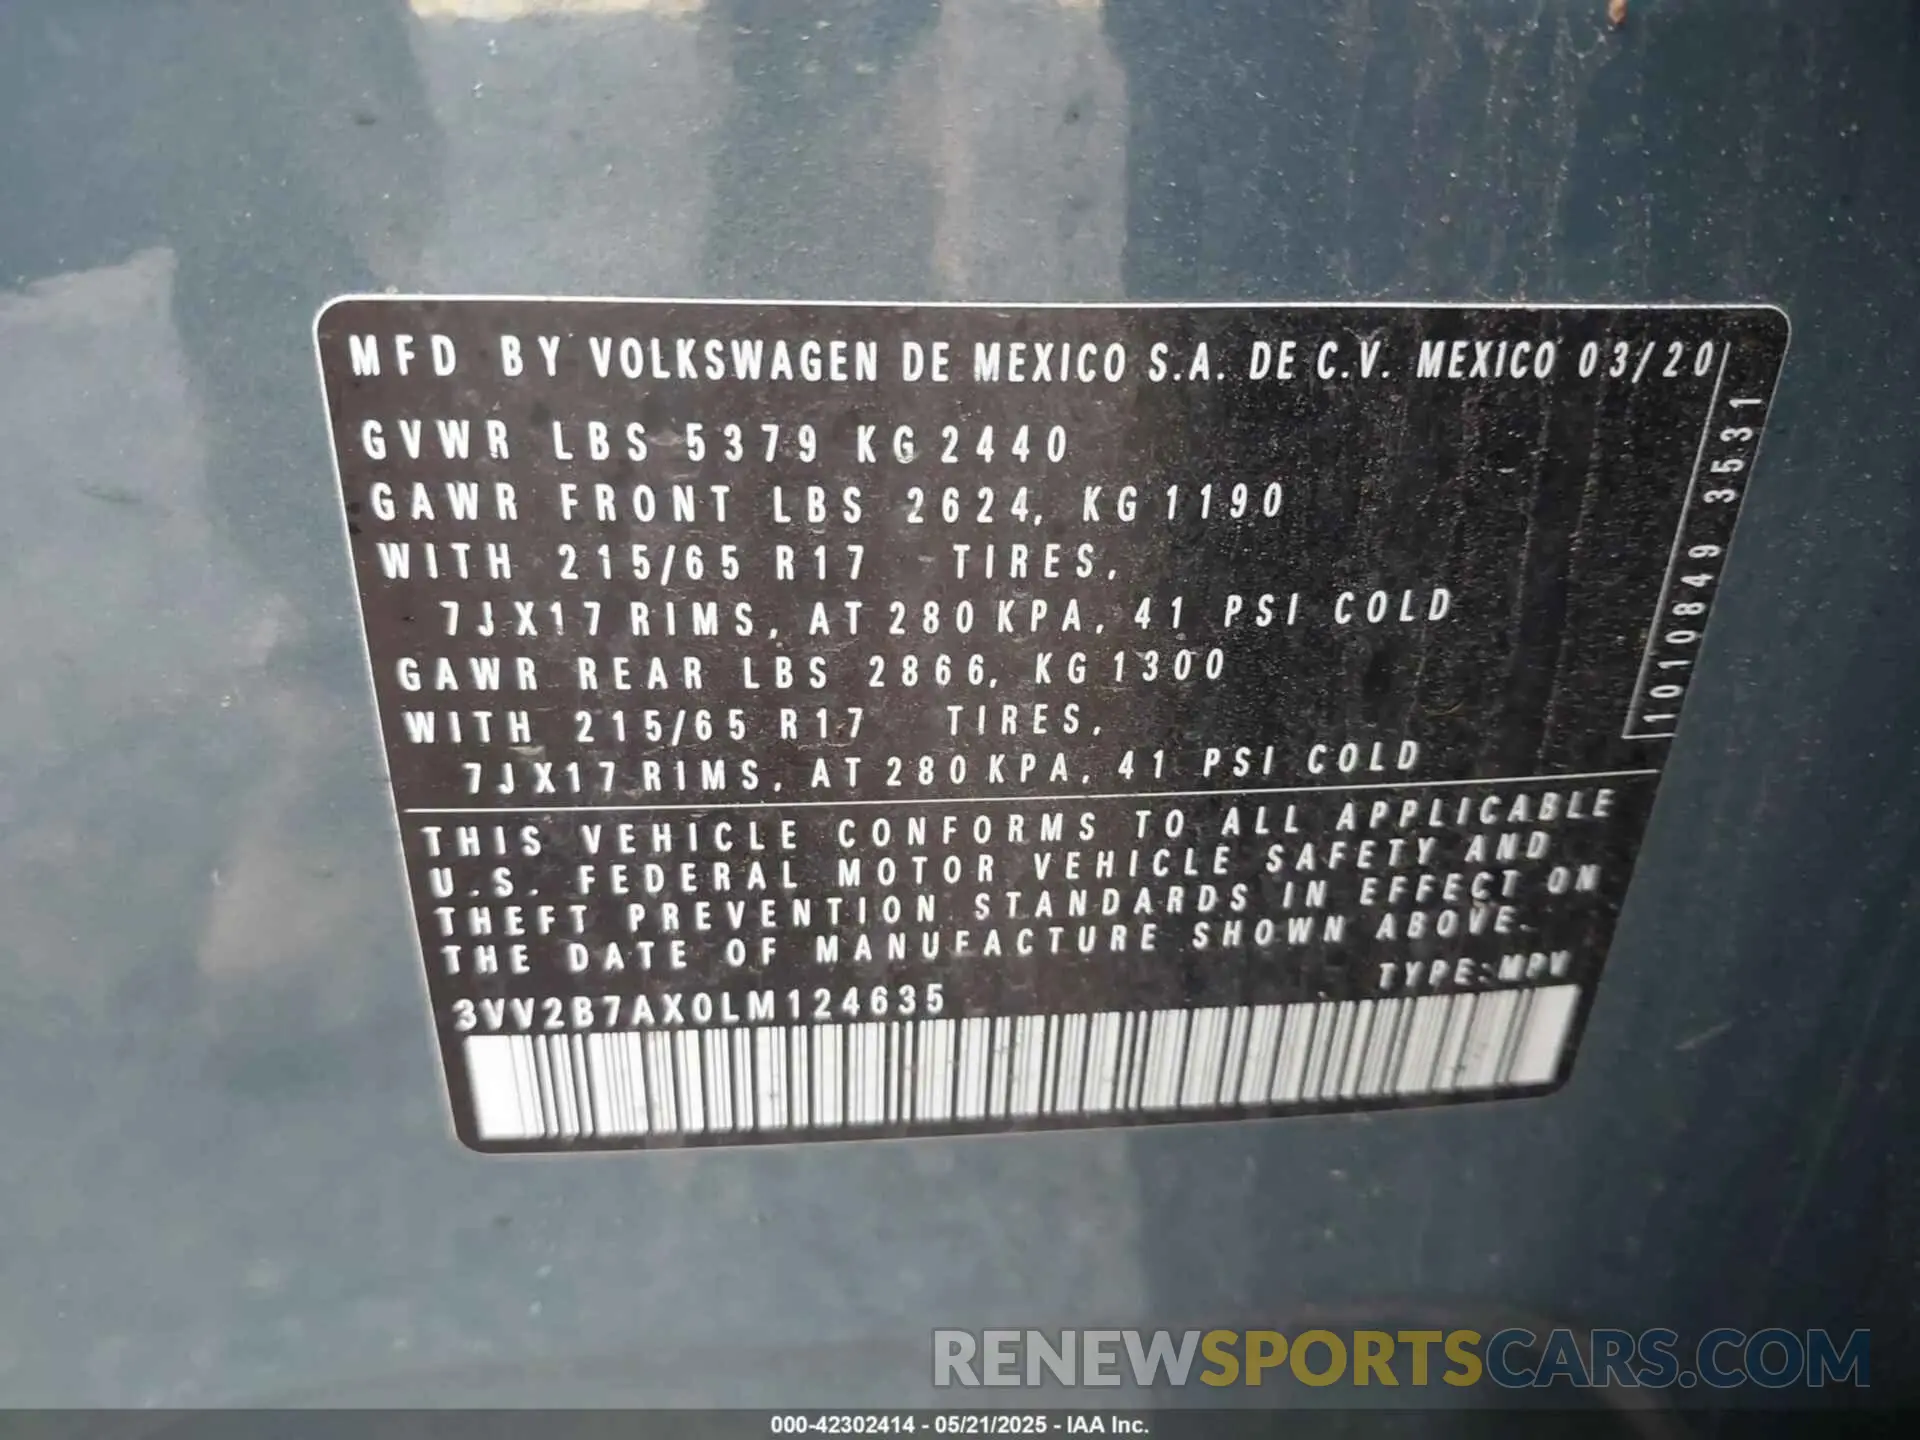 MFD BY VOLKSWAGEN DE MEXICO S.A. DE C.V. MEXICO 03/20
GVWR LBS 5379 KG 2440
GAWR FRONT LBS 2624, KG 1190
WITH 215/65 R17 TIRES,
7JX17 RIMS, AT 280 KPA, 41 PSI COLD
GAWR REAR LBS 2866, KG 1300
WITH 215/65 R17 TIRES,
7JX17 RIMS, AT 280 KPA, 41 PSI COLD
1010849 3531
THIS VEHICLE CONFORMS TO ALL APPLICABLE
U.S. FEDERAL MOTOR VEHICLE SAFETY AND
THEFT PREVENTION STANDARDS IN EFFECT ON
THE DATE OF MANUFACTURE SHOWN ABOVE.
TYPE:MPV
3VV2B7AX0LM124635
RENEWSPORTSCARS.COM
000-42302414 - 05/21/2025 - IAA Inc.